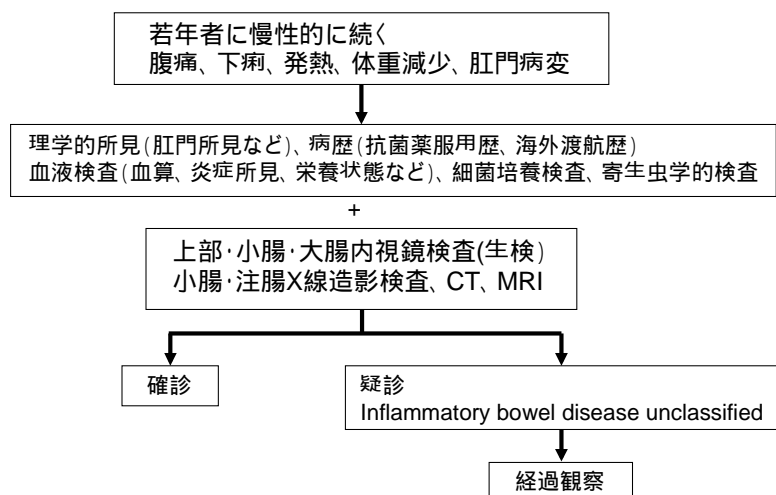 若年者に慢性的に続く
腹痛、下痢、発熱、体重減少、肛門病変
理学的所見(肛門所見など)、病歴(抗菌薬服用歴、海外渡航歴)
血液検査(血算、炎症所見、栄養状態など)、細菌培養検査、寄生虫学的検査
+
上部・小腸・大腸内視鏡検査(生検)
小腸・注腸X線造影検査、CT、MRI
確診
疑診
Inflammatory bowel disease unclassified
経過観察